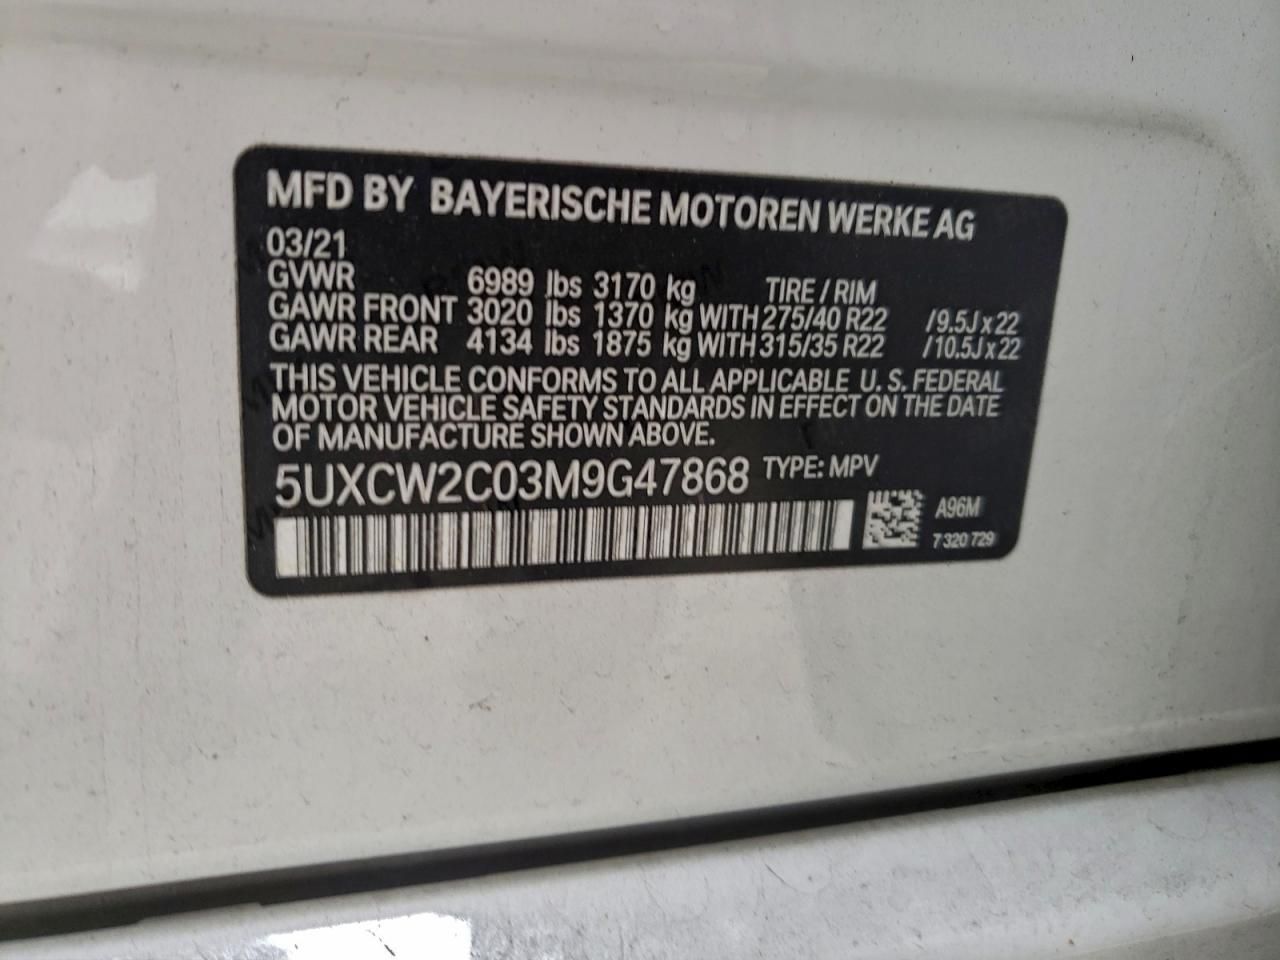 MFD BY BAYERISCHE MOTOREN WERKE AG
03/21
GVWR 6989 lbs 3170 kg TIRE / RIM
GAWR FRONT 3020 lbs 1370 kg WITH 275/40 R22 /9.5J x 22
GAWR REAR 4134 lbs 1875 kg WITH 315/35 R22 /10.5J x 22
THIS VEHICLE CONFORMS TO ALL APPLICABLE U. S. FEDERAL
MOTOR VEHICLE SAFETY STANDARDS IN EFFECT ON THE DATE
OF MANUFACTURE SHOWN ABOVE.
5UXCW2C03M9G47868 TYPE: MPV
A96M
7 320 729